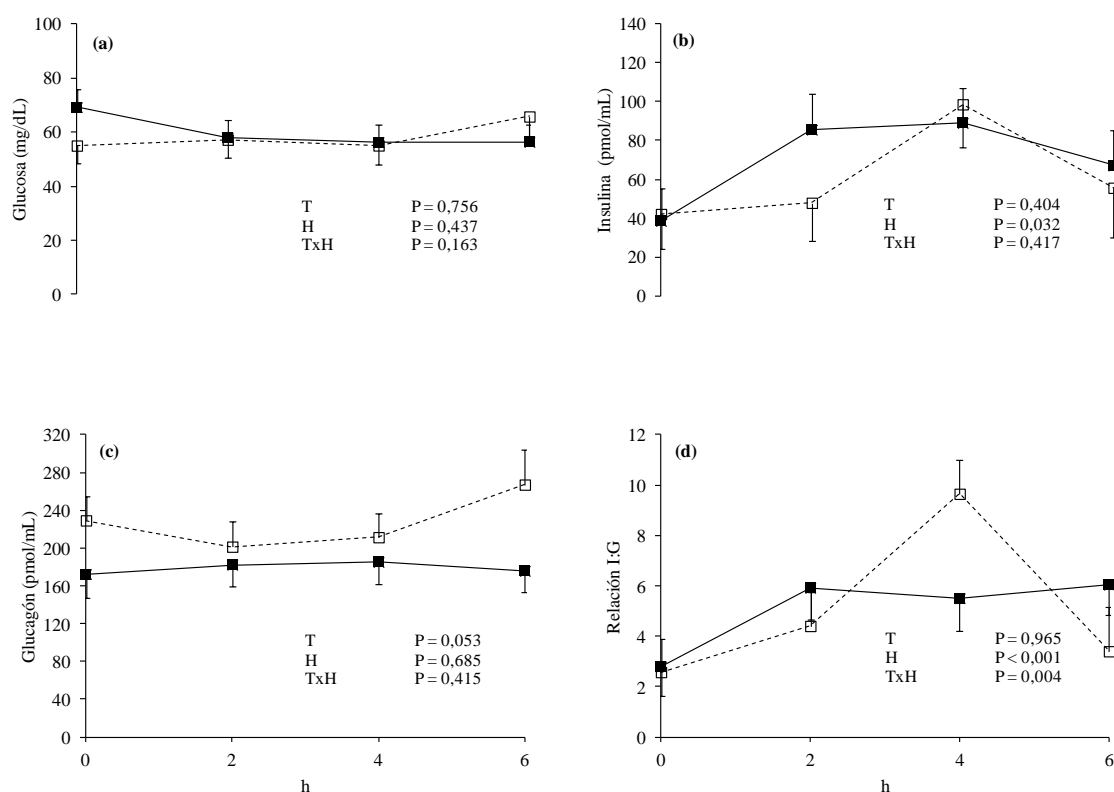 (a)
Glucosa (mg/dL)
100
80
60
40
20
0
T P = 0,756
H P = 0,437
TxH P = 0,163
(b)
Insulina (pmol/mL)
140
120
100
80
60
40
20
0
T P = 0,404
H P = 0,032
TxH P = 0,417
(c)
Glucagón (pmol/mL)
320
280
240
200
160
120
80
40
0
T P = 0,053
H P = 0,685
TxH P = 0,415
0 2 4 6
h
(d)
Relación I:G
12
10
8
6
4
2
0
T P = 0,965
H P < 0,001
TxH P = 0,004
0 2 4 6
h